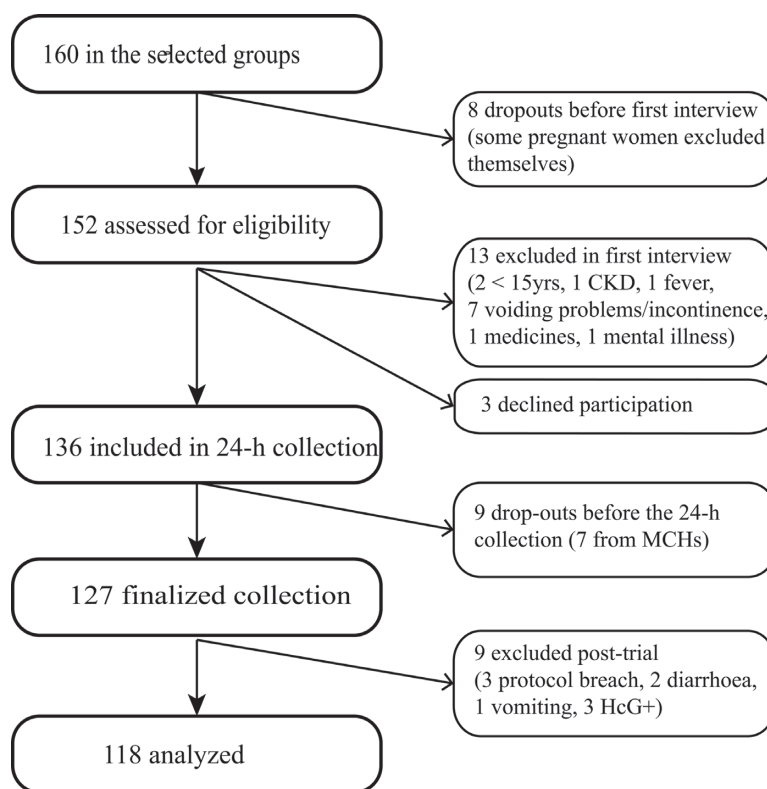 160 in the selected groups
8 dropouts before first interview
(some pregnant women excluded
themselves)
152 assessed for eligibility
13 excluded in first interview
(2 < 15yrs, 1 CKD, 1 fever,
7 voiding problems/incontinence,
1 medicines, 1 mental illness)
3 declined participation
136 included in 24-h collection
9 drop-outs before the 24-h
collection (7 from MCHs)
127 finalized collection
9 excluded post-trial
(3 protocol breach, 2 diarrhoea,
1 vomiting, 3 HcG+)
118 analyzed